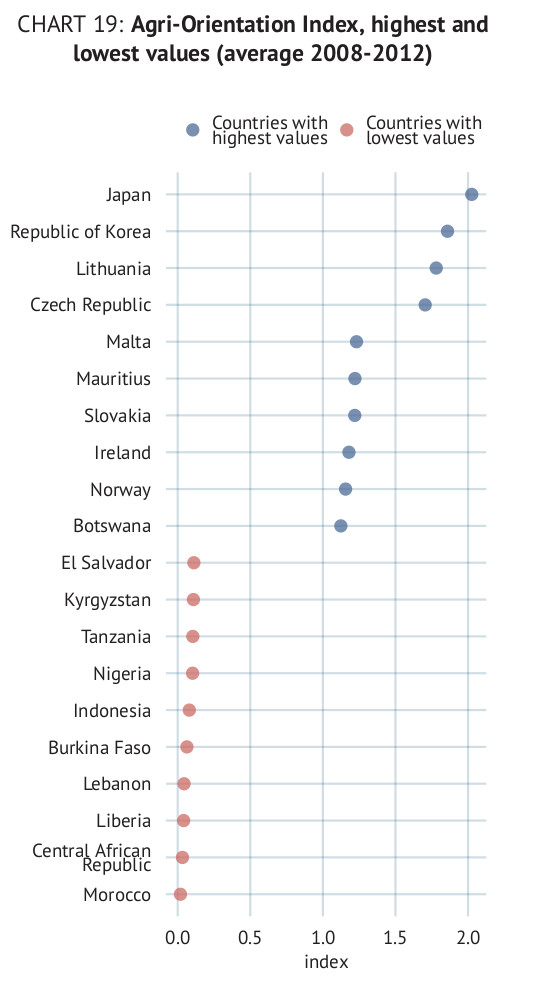 CHART 19: Agri-Orientation Index, highest and
lowest values (average 2008-2012)
Countries with
highest values
Countries with
lowest values
Japan
Republic of Korea
Lithuania
Czech Republic
Malta
Mauritius
Slovakia
Ireland
Norway
Botswana
El Salvador
Kyrgyzstan
Tanzania
Nigeria
Indonesia
Burkina Faso
Lebanon
Liberia
Central African
Republic
Morocco
0.0 0.5 1.0 1.5 2.0
index